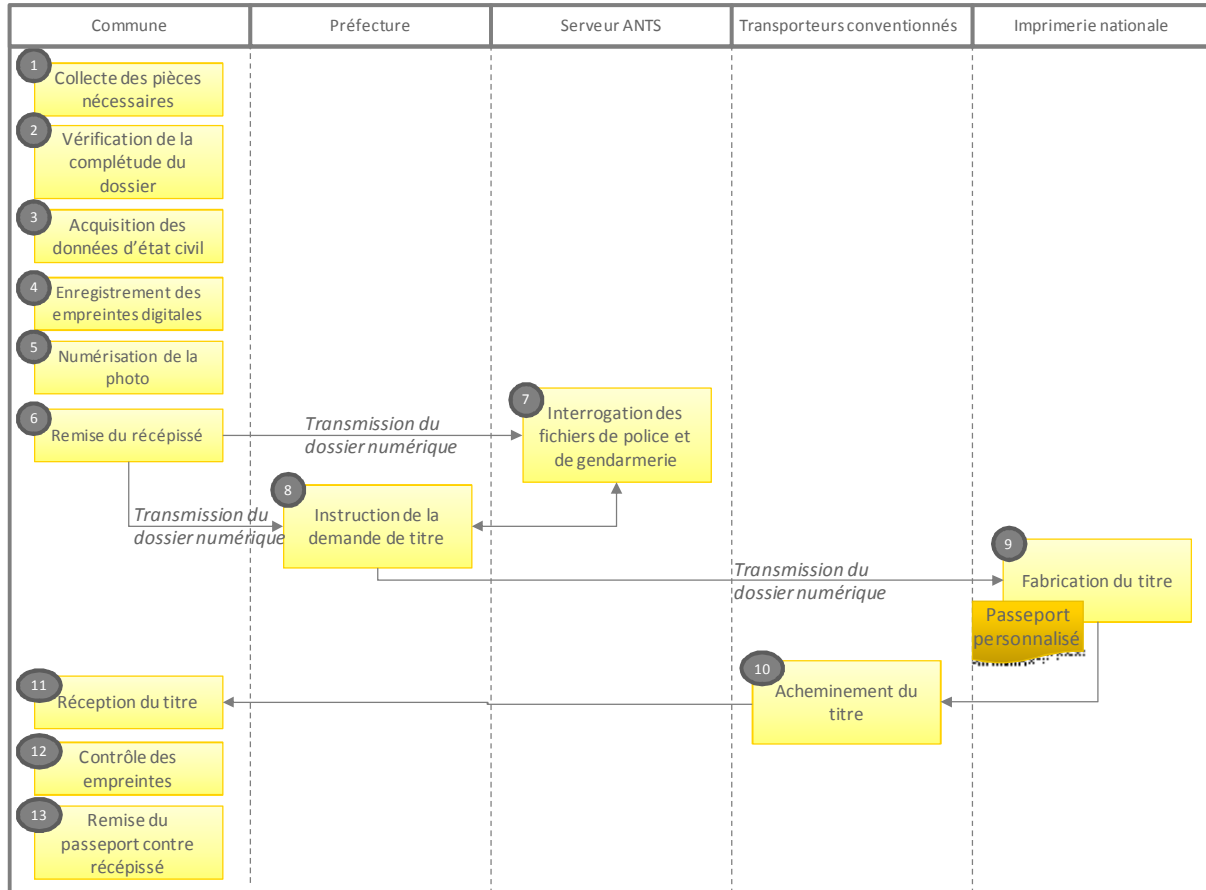 Commune
Préfecture
Serveur ANTS
Transporteurs conventionnés
Imprimerie nationale
1
Collecte des pièces
nécessaires
2
Vérification de la
complétude du
dossier
3
Acquisition des
données d'état civil
4
Enregistrement des
empreintes digitales
5
Numérisation de la
photo
6
Remise du récépissé
Transmission du
dossier numérique
7
Interrogation des
fichiers de police et
de gendarmerie
Transmission du
dossier numérique
8
Instruction de la
demande de titre
Transmission du
dossier numérique
9
Fabrication du titre
Passeport
personnalisé
10
Acheminement du
titre
11
Réception du titre
12
Contrôle des
empreintes
13
Remise du
passeport contre
récépissé